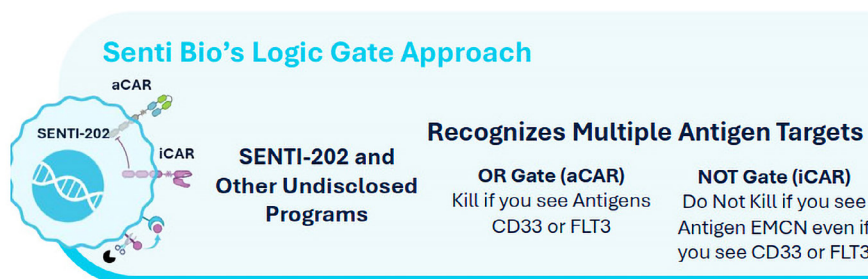 Senti Bio's Logic Gate Approach
aCAR
SENTI-202
iCAR
SENTI-202 and
Other Undisclosed
Programs
Recognizes Multiple Antigen Targets
OR Gate (aCAR)
Kill if you see Antigens
CD33 or FLT3
NOT Gate (iCAR)
Do Not Kill if you see
Antigen EMCN even if
you see CD33 or FLT3